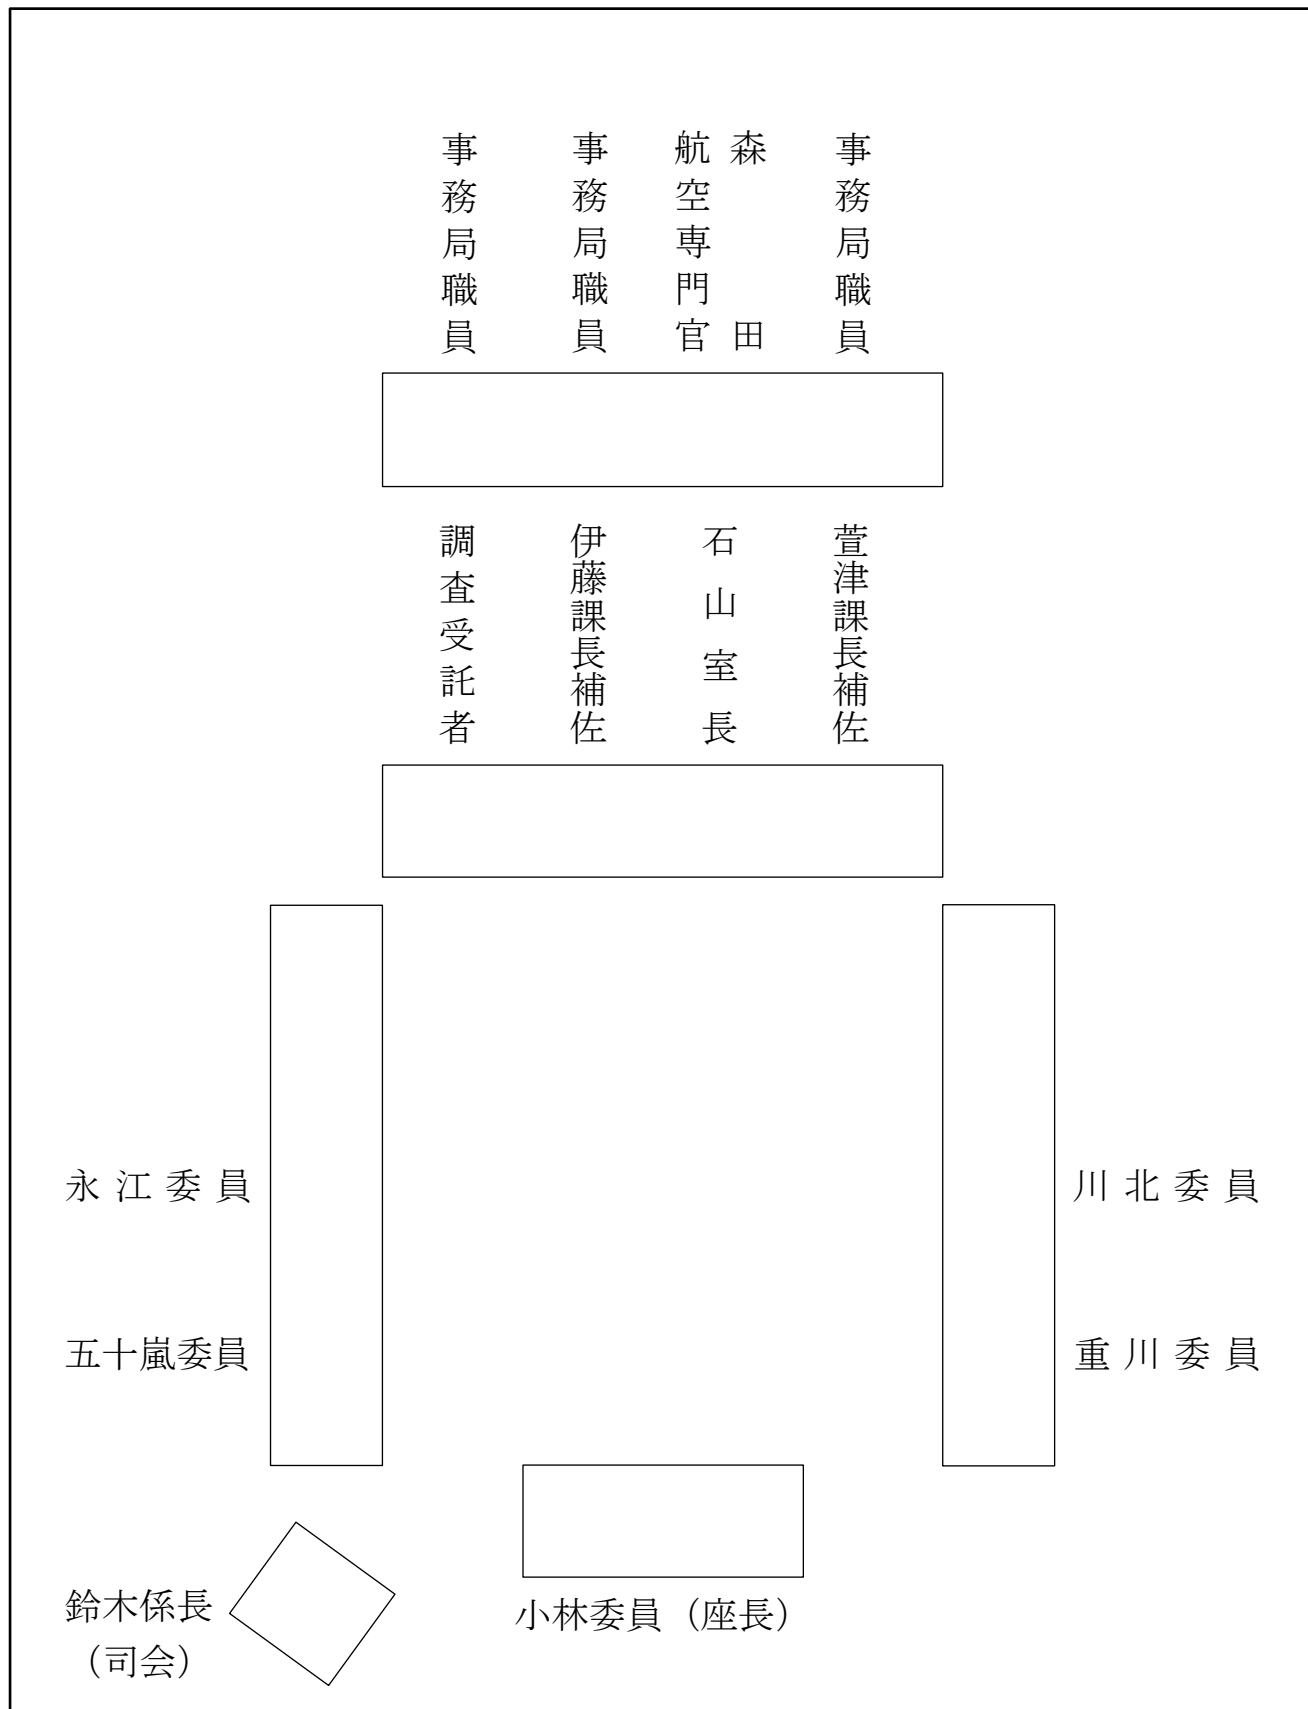 事務局職員
森田
航空専門官
事務局職員
事務局職員
萱津課長補佐
石山室長
伊藤課長補佐
調査受託者
永江委員
川北委員
五十嵐委員
重川委員
鈴木係長
（司会）
小林委員（座長）